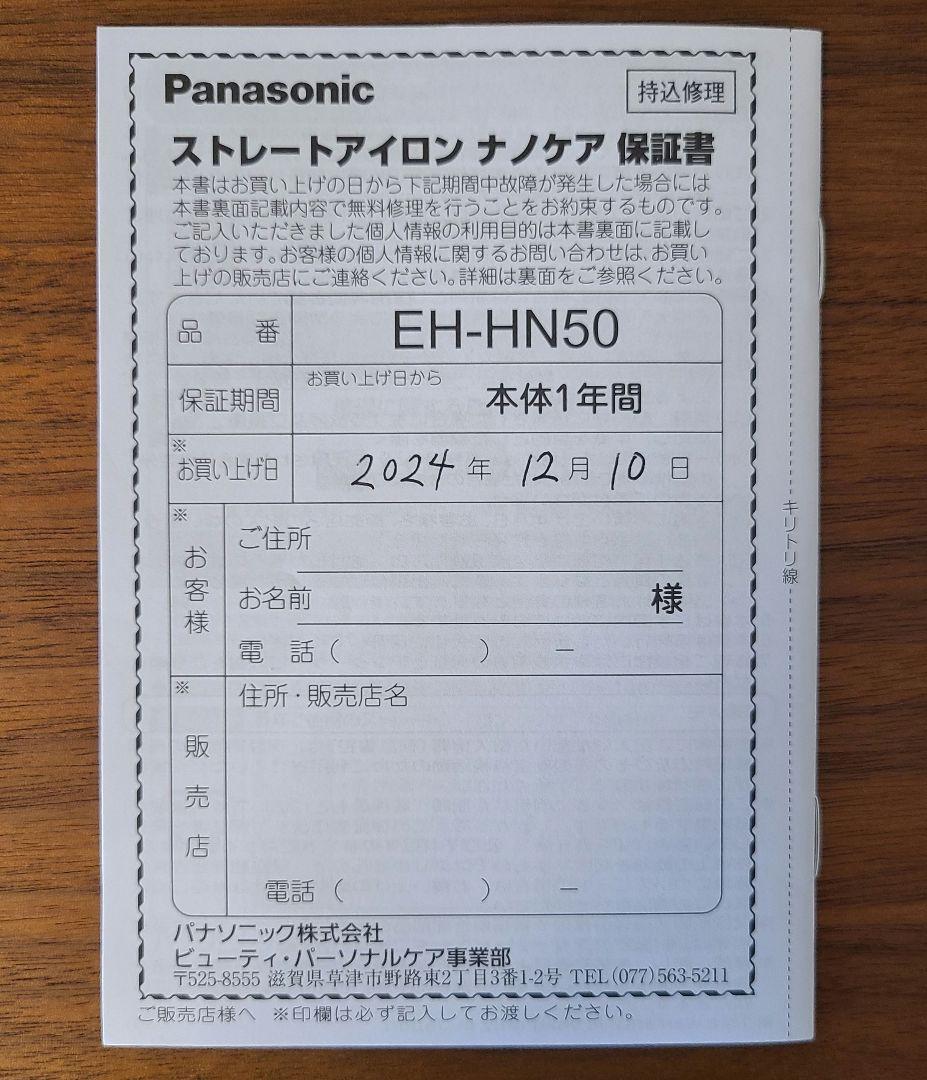 Panasonic
持込修理
ストレートアイロン ナノケア 保証書
本書はお買い上げの日から下記期間中故障が発生した場合には
本書裏面記載内容で無料修理を行うことをお約束するものです。
ご記入いただきました個人情報の利用目的は本書裏面に記載し
ております。お客様の個人情報に関するお問い合わせは、お買い
上げの販売店にご連絡ください。詳細は裏面をご参照ください。
品 番 EH-HN50
保証期間 お買い上げ日から 本体1年間
※お買い上げ日 2024年 12月 10日
※お客様
ご住所
お名前 様
電 話( ) −
※販売店
住所・販売店名
電話( ) −
パナソニック株式会社
ビューティ・パーソナルケア事業部
〒525-8555 滋賀県草津市野路東2丁目3番1-2号 TEL(077)563-5211
ご販売店様へ ※印欄は必ず記入してお渡しください。
キリトリ線